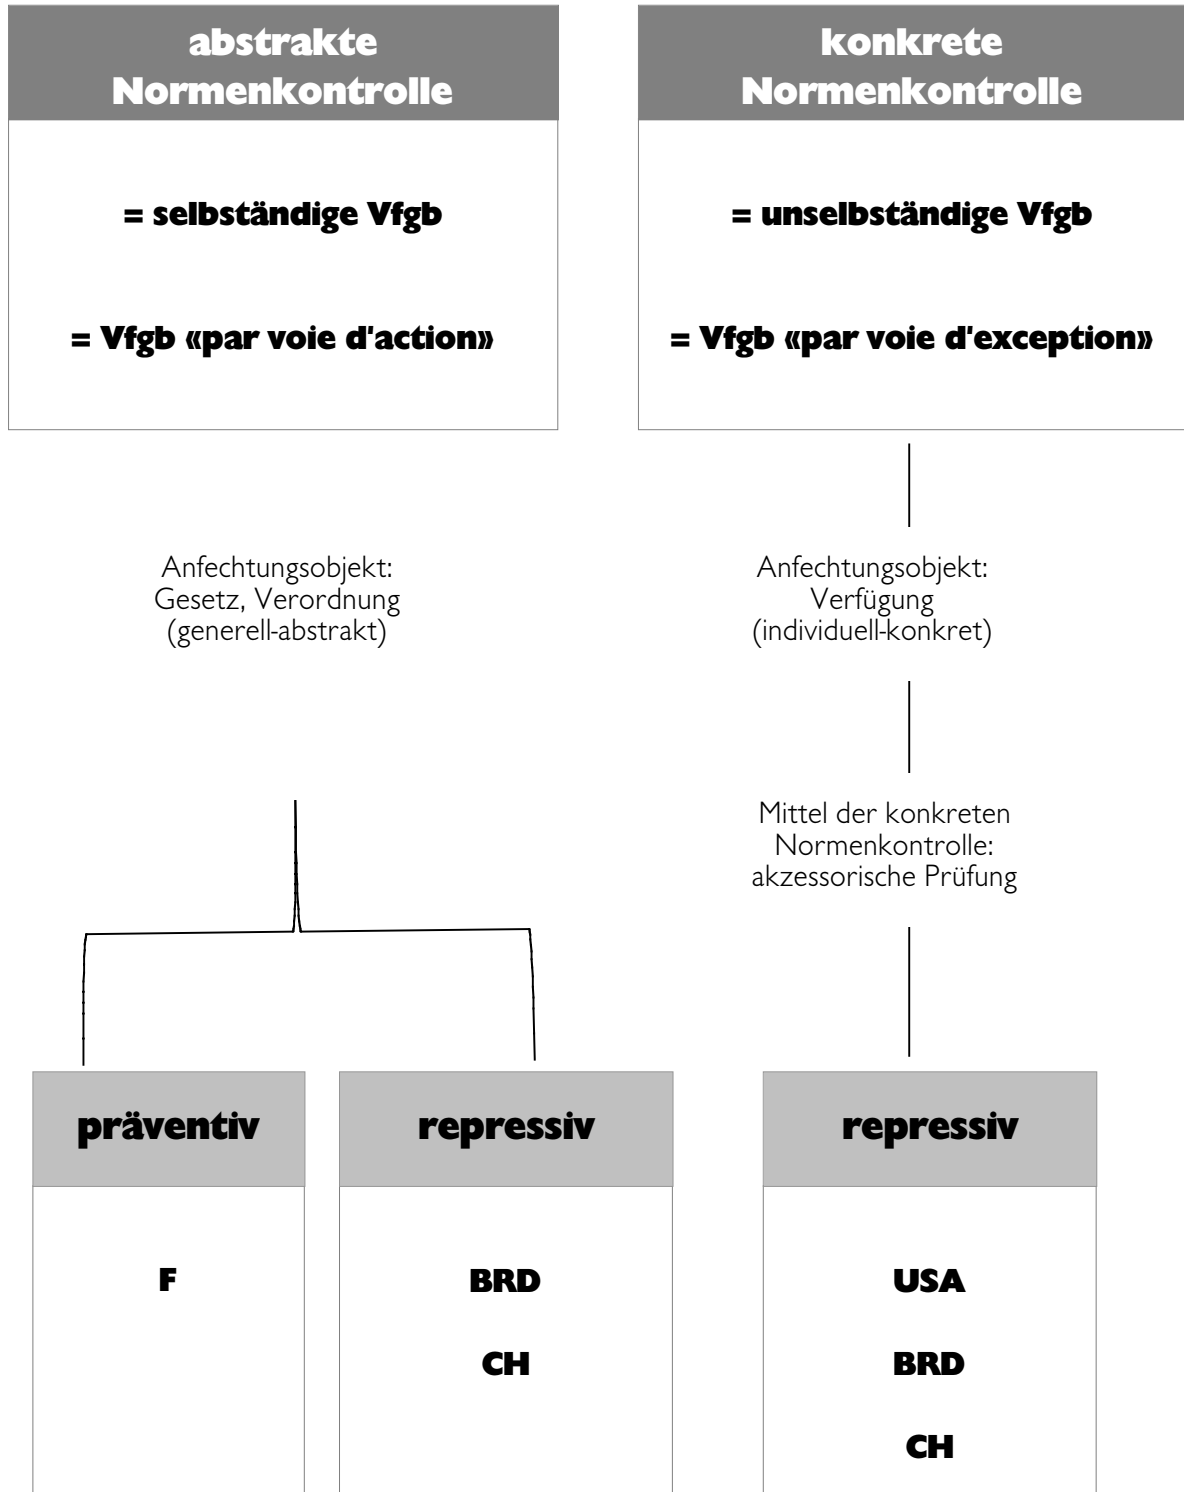 abstrakte
Normenkontrolle
= selbständige Vfgb
= Vfgb «par voie d'action»
Anfechtungsobjekt:
Gesetz, Verordnung
(generell-abstrakt)
präventiv
F
repressiv
BRD
CH
konkrete
Normenkontrolle
= unselbständige Vfgb
= Vfgb «par voie d'exception»
Anfechtungsobjekt:
Verfügung
(individuell-konkret)
Mittel der konkreten
Normenkontrolle:
akzessorische Prüfung
repressiv
USA
BRD
CH